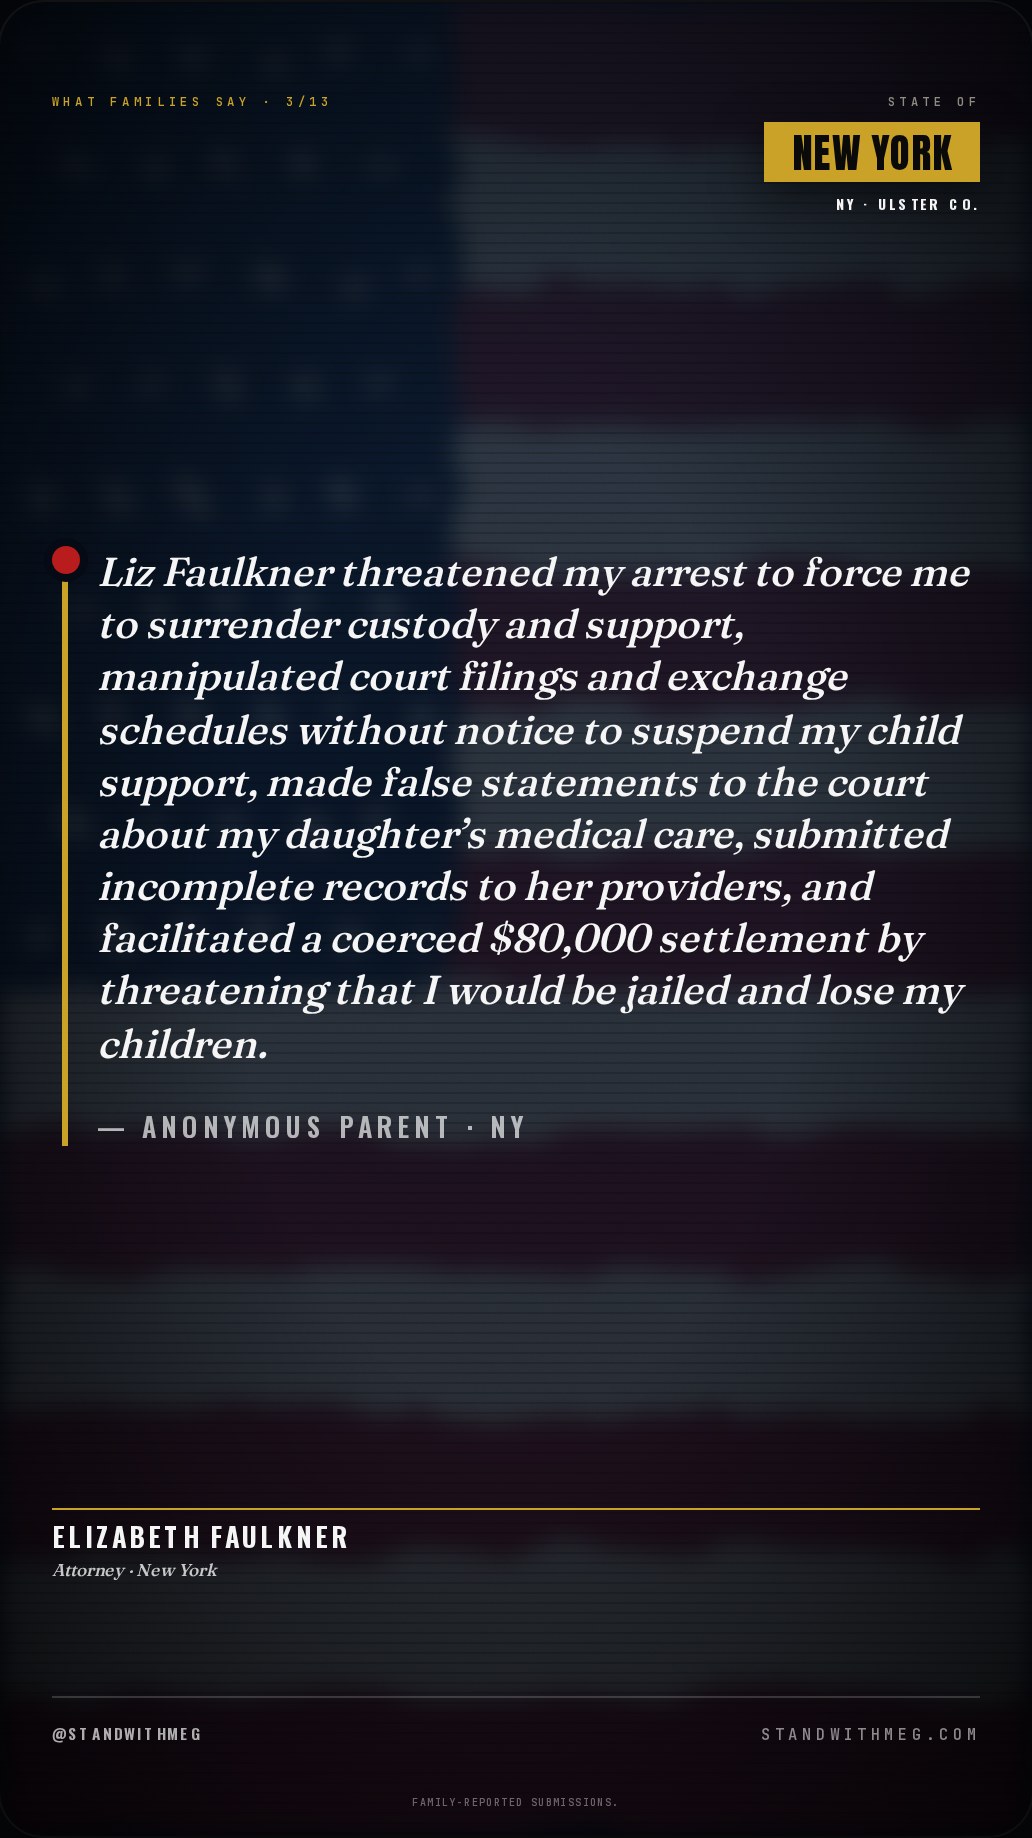 WHAT FAMILIES SAY · 3/13
STATE OF
NEW YORK
NY · ULSTER CO.
Liz Faulkner threatened my arrest to force me
to surrender custody and support,
manipulated court filings and exchange
schedules without notice to suspend my child
support, made false statements to the court
about my daughter’s medical care, submitted
incomplete records to her providers, and
facilitated a coerced $80,000 settlement by
threatening that I would be jailed and lose my
children.
— ANONYMOUS PARENT · NY
ELIZABETH FAULKNER
Attorney · New York
@STANDWITHMEG
STANDWITHMEG.COM
FAMILY-REPORTED SUBMISSIONS.